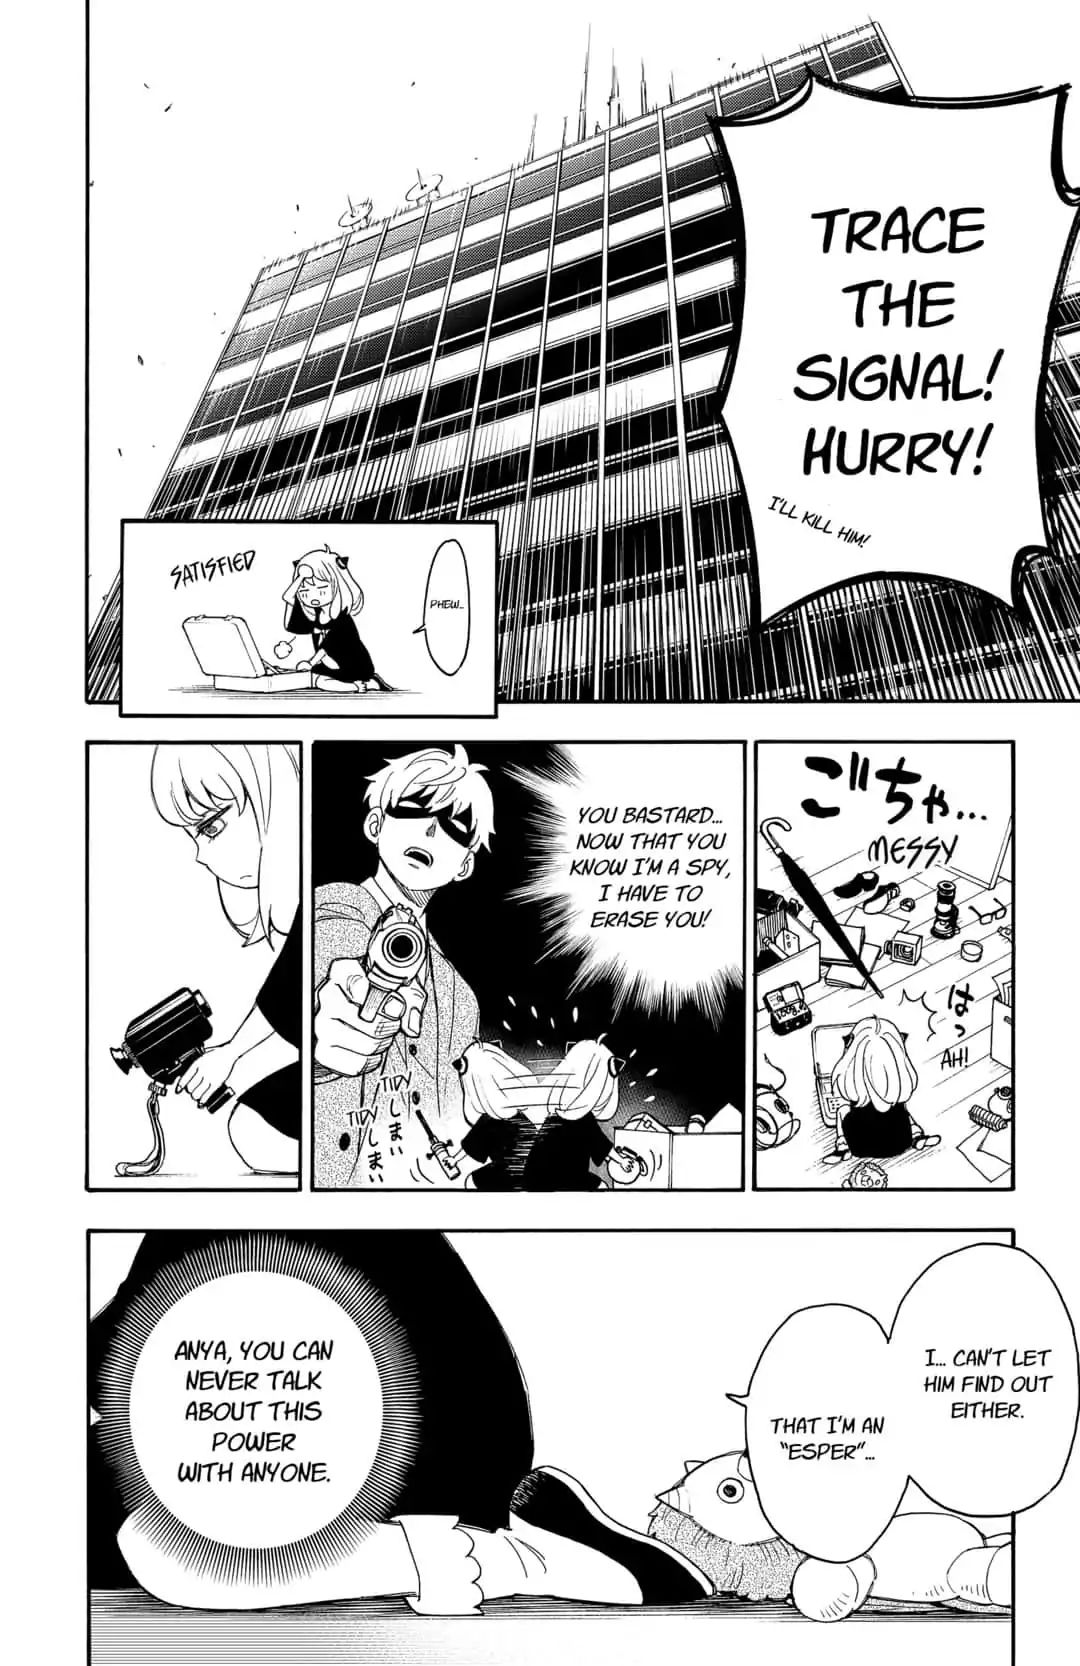 TRACE
THE
SIGNAL!
HURRY!
I'LL KILL HIM!
PHEW...
SATISFIED
ごちゃ...
MESSY
はっ
AH!
YOU BASTARD...
NOW THAT YOU
KNOW I'M A SPY,
I HAVE TO
ERASE YOU!
TIDY しまい
TIDY しまい
I... CAN'T LET
HIM FIND OUT
EITHER.
THAT I'M AN
"ESPER"...
ANYA, YOU CAN
NEVER TALK
ABOUT THIS
POWER
WITH ANYONE.